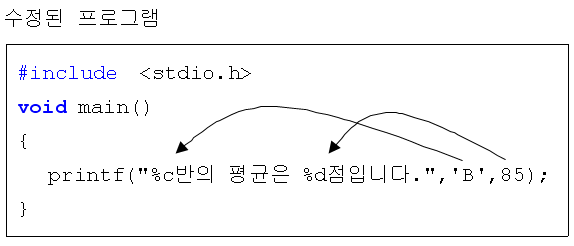 수정된 프로그램
#include <stdio.h>
void main()
{
printf("%c반의 평균은 %d점입니다.",'B',85);
}